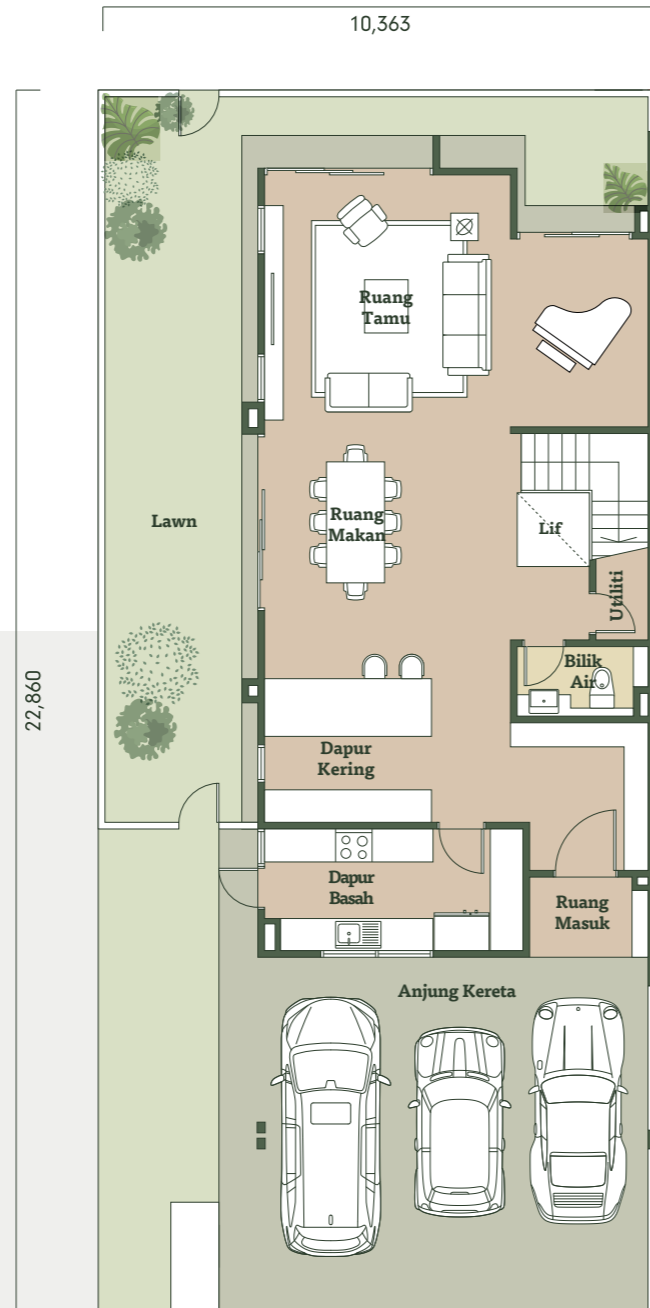 10,363
Ruang
Tamu
Lawn
Ruang
Makan
Lif
Utiliti
Bilik
Air
22,860
Dapur
Kering
Dapur
Basah
Ruang
Masuk
Anjung Kereta